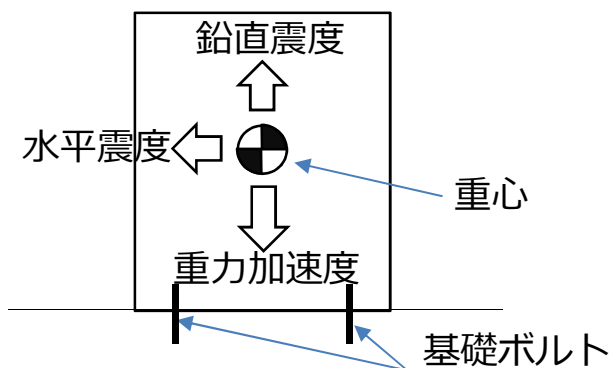 鉛直震度
水平震度
重心
重力加速度
基礎ボルト